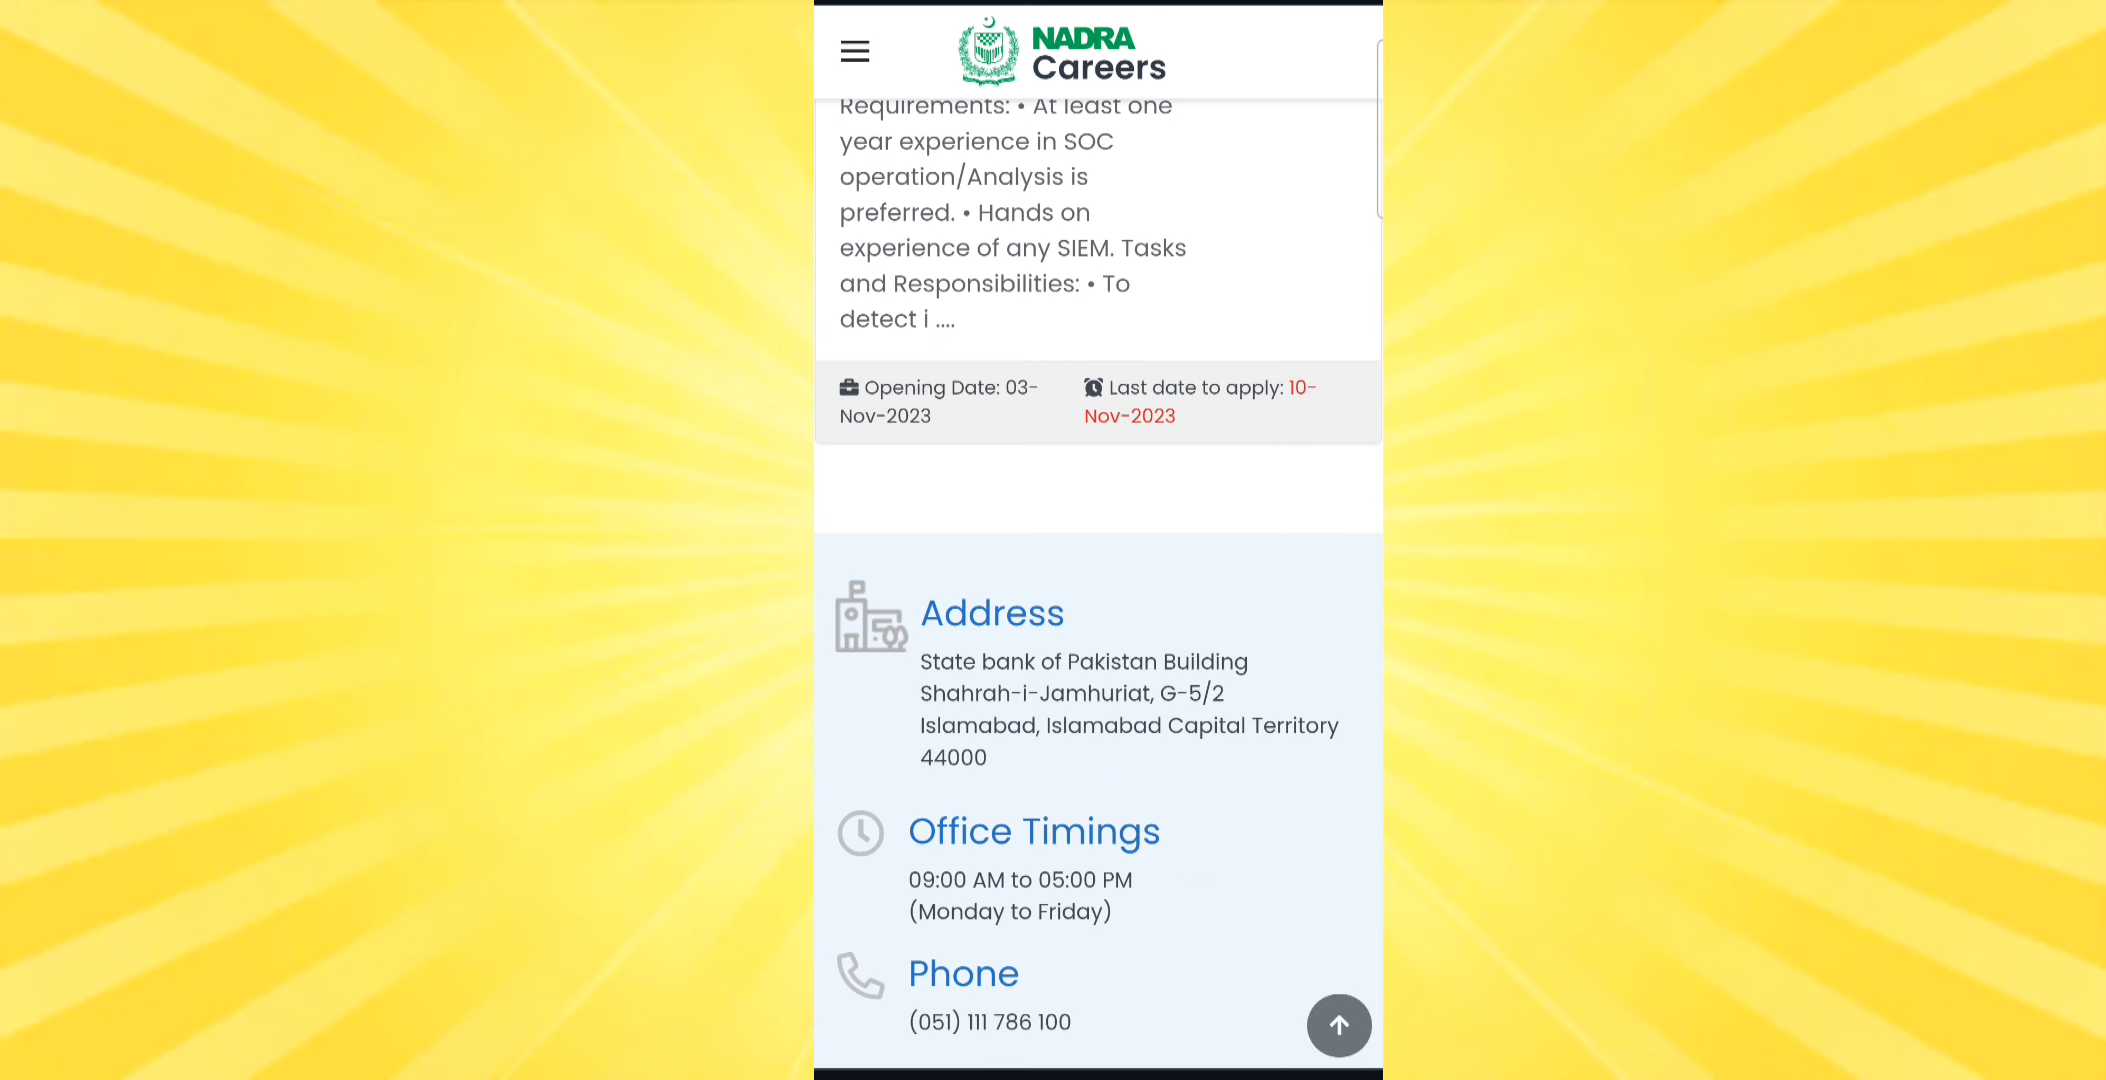 NADRA
Careers
Requirements: • At least one
year experience in SOC
operation/Analysis is
preferred. • Hands on
experience of any SIEM. Tasks
and Responsibilities: • To
detect i ....
Opening Date: 03-
Nov-2023
Last date to apply: 10-
Nov-2023
Address
State bank of Pakistan Building
Shahrah-i-Jamhuriat, G-5/2
Islamabad, Islamabad Capital Territory
44000
Office Timings
09:00 AM to 05:00 PM
(Monday to Friday)
Phone
(051) 111 786 100